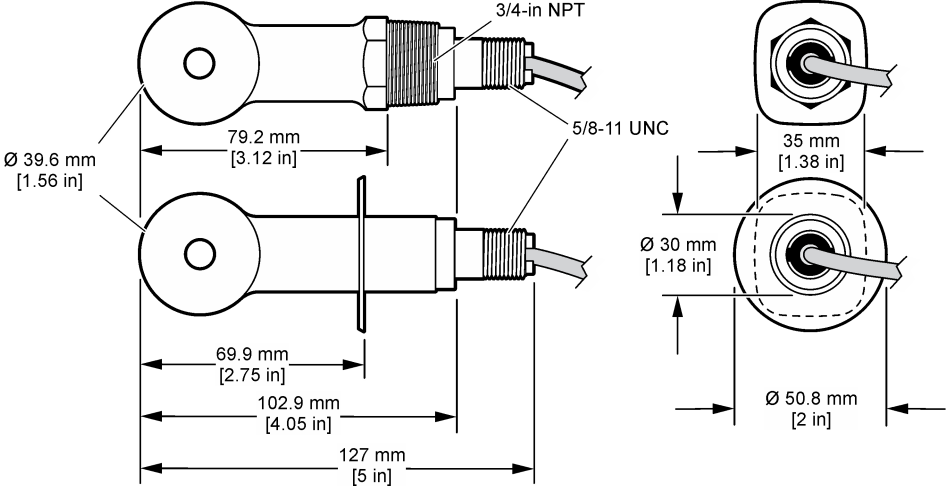 3/4-in NPT
5/8-11 UNC
79.2 mm
[3.12 in]
Ø 39.6 mm
[1.56 in]
35 mm
[1.38 in]
Ø 30 mm
[1.18 in]
69.9 mm
[2.75 in]
102.9 mm
[4.05 in]
Ø 50.8 mm
[2 in]
127 mm
[5 in]